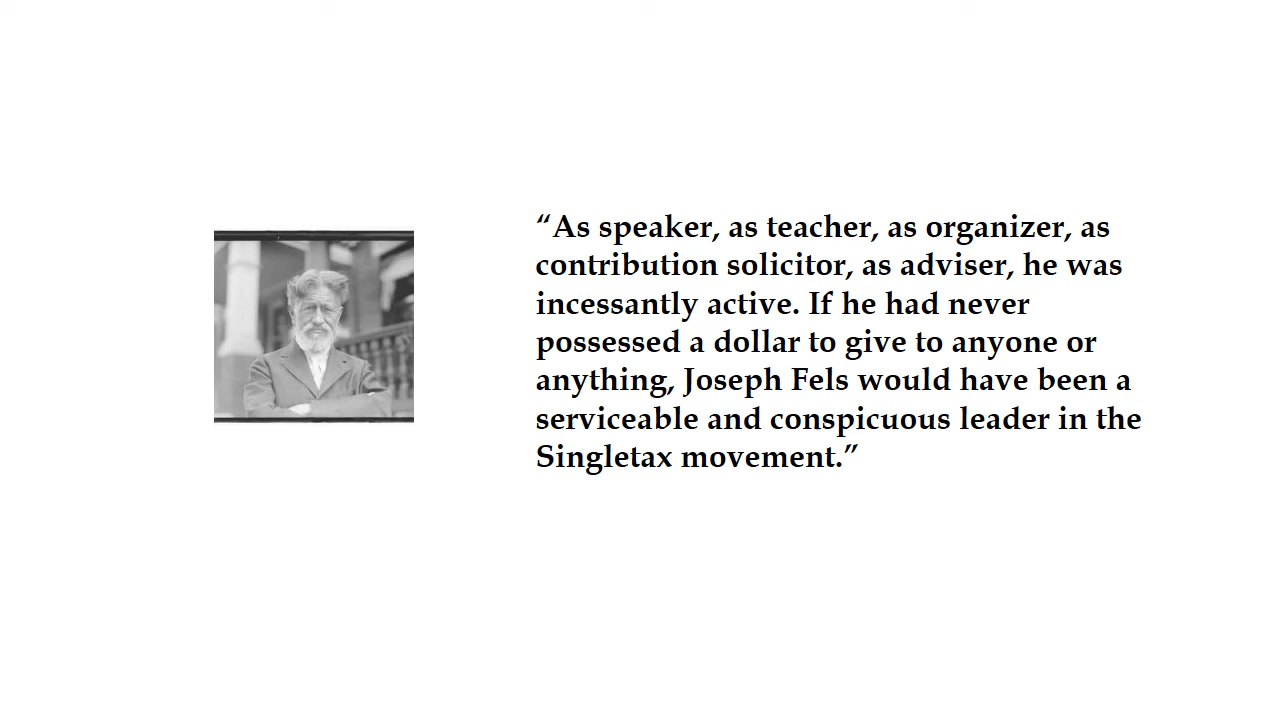 “As speaker, as teacher, as organizer, as
contribution solicitor, as adviser, he was
incessantly active. If he had never
possessed a dollar to give to anyone or
anything, Joseph Fels would have been a
serviceable and conspicuous leader in the
Singletax movement.”